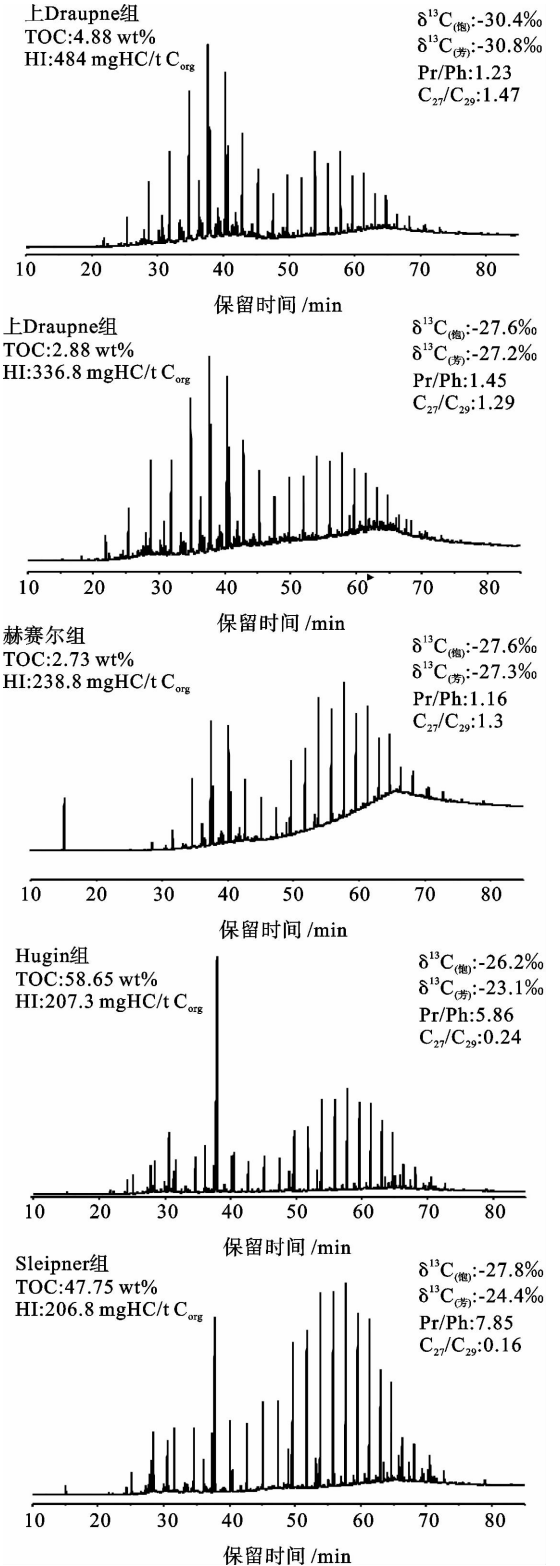 上Draupne组
TOC:4.88 wt%
HI:484 mgHC/t Corg
δ¹³C(饱):-30.4‰
δ¹³C(芳):-30.8‰
Pr/Ph:1.23
C₂₇/C₂₉:1.47
10 20 30 40 50 60 70 80
保留时间 /min
上Draupne组
TOC:2.88 wt%
HI:336.8 mgHC/t Corg
δ¹³C(饱):-27.6‰
δ¹³C(芳):-27.2‰
Pr/Ph:1.45
C₂₇/C₂₉:1.29
10 20 30 40 50 60 70 80
保留时间 /min
赫赛尔组
TOC:2.73 wt%
HI:238.8 mgHC/t Corg
δ¹³C(饱):-27.6‰
δ¹³C(芳):-27.3‰
Pr/Ph:1.16
C₂₇/C₂₉:1.3
10 20 30 40 50 60 70 80
保留时间 /min
Hugin组
TOC:58.65 wt%
HI:207.3 mgHC/t Corg
δ¹³C(饱):-26.2‰
δ¹³C(芳):-23.1‰
Pr/Ph:5.86
C₂₇/C₂₉:0.24
10 20 30 40 50 60 70 80
保留时间 /min
Sleipner组
TOC:47.75 wt%
HI:206.8 mgHC/t Corg
δ¹³C(饱):-27.8‰
δ¹³C(芳):-24.4‰
Pr/Ph:7.85
C₂₇/C₂₉:0.16
10 20 30 40 50 60 70 80
保留时间 /min